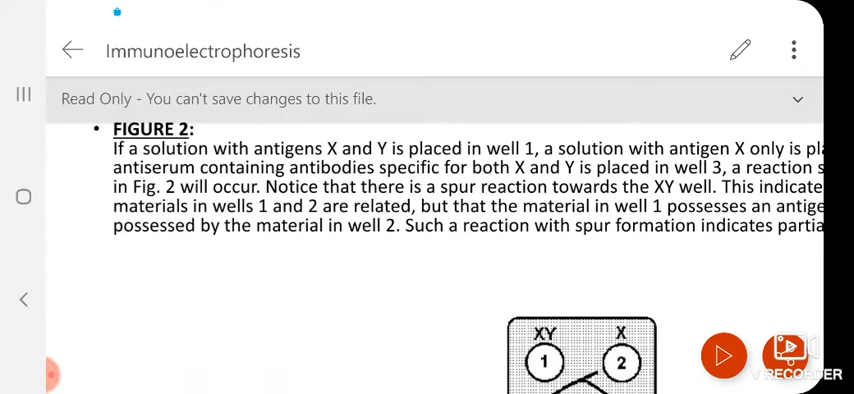 Immunoelectrophoresis
Read Only - You can't save changes to this file.
• FIGURE 2:
If a solution with antigens X and Y is placed in well 1, a solution with antigen X only is
antiserum containing antibodies specific for both X and Y is placed in well 3, a reaction
in Fig. 2 will occur. Notice that there is a spur reaction towards the XY well. This
materials in wells 1 and 2 are related, but that the material in well 1 possesses an
possessed by the material in well 2. Such a reaction with spur formation indicates
XY X
1 2
V RECORDER